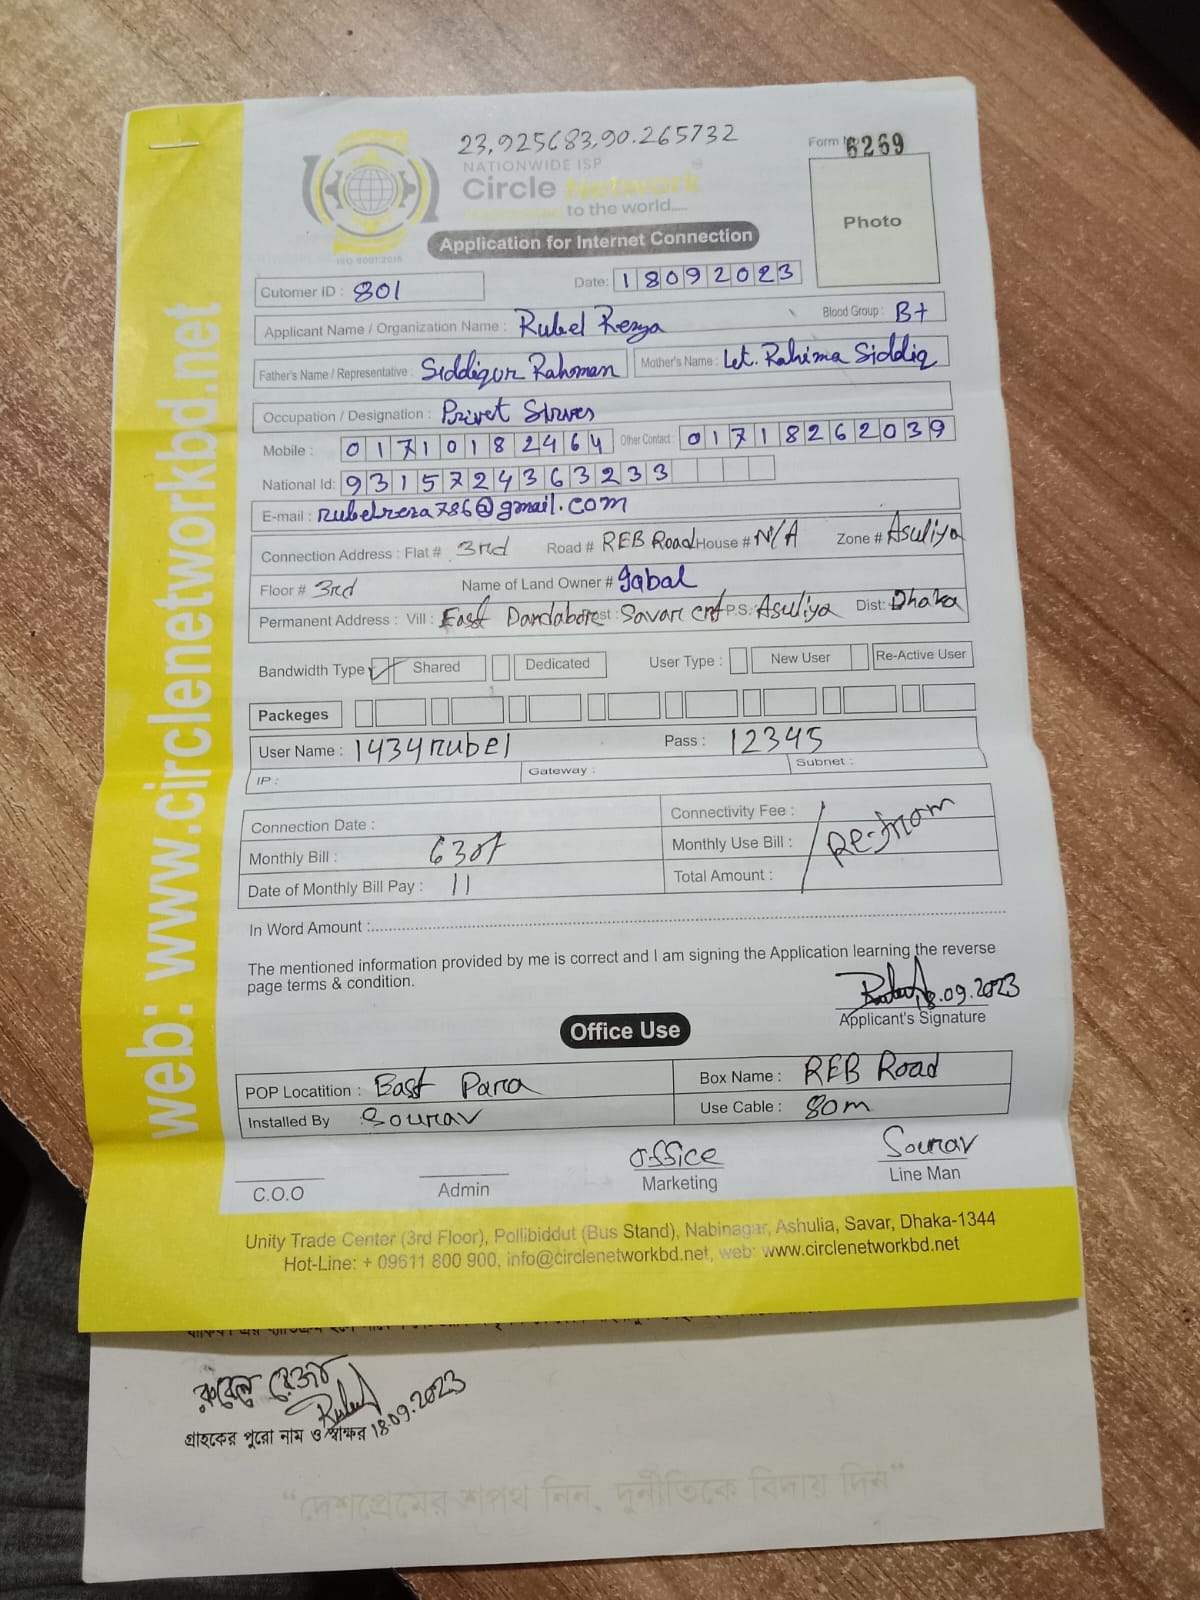 23.925683,90.265732
Form 6269
NATIONWIDE ISP
Circle Network
to the world....
Photo
Application for Internet Connection
ISO 9001:2015
Cutomer ID : 801 Date: 18092023
Applicant Name / Organization Name : Rubel Reza Blood Group : B+
Father's Name / Representative : Siddiqur Rahman Mother's Name : Let. Rahima Siddiq
Occupation / Designation : Privet
Mobile : 01710182464 Other Contact : 01718262039
National Id: 9315724363233
E-mail : rubelreza786@gmail.com
Connection Address : Flat # 3rd Road # REB Road House # N/A Zone # Asuliya
Floor # 3rd Name of Land Owner # Iqbal
Permanent Address : Vill : East Dandabore Post : Savar cnt P.S: Asuliya Dist: Dhaka
Bandwidth Type ✓ Shared Dedicated User Type : New User Re-Active User
Packeges
User Name : 1434rubel Pass : 12345
IP : Gateway : Subnet :
Connection Date : Connectivity Fee :
Monthly Bill : 630/ Monthly Use Bill :
Date of Monthly Bill Pay : 11 Total Amount :
In Word Amount :
The mentioned information provided by me is correct and I am signing the Application learning the reverse
page terms & condition.
18.09.2023
Applicant's Signature
Office Use
POP Locatition : East Para Box Name : REB Road
Installed By Sourav Use Cable : 80m
office Sourav
C.O.O Admin Marketing Line Man
Unity Trade Center (3rd Floor), Pollibiddut (Bus Stand), Nabinagar, Ashulia, Savar, Dhaka-1344
Hot-Line: + 09611 800 900, info@circlenetworkbd.net, web: www.circlenetworkbd.net
web: www.circlenetworkbd.net
রুবেল রেজা
গ্রাহকের পুরো নাম ও স্বাক্ষর 18.09.2023
“দেশপ্রেমের শপথ নিন, দুর্নীতিকে বিদায় দিন”